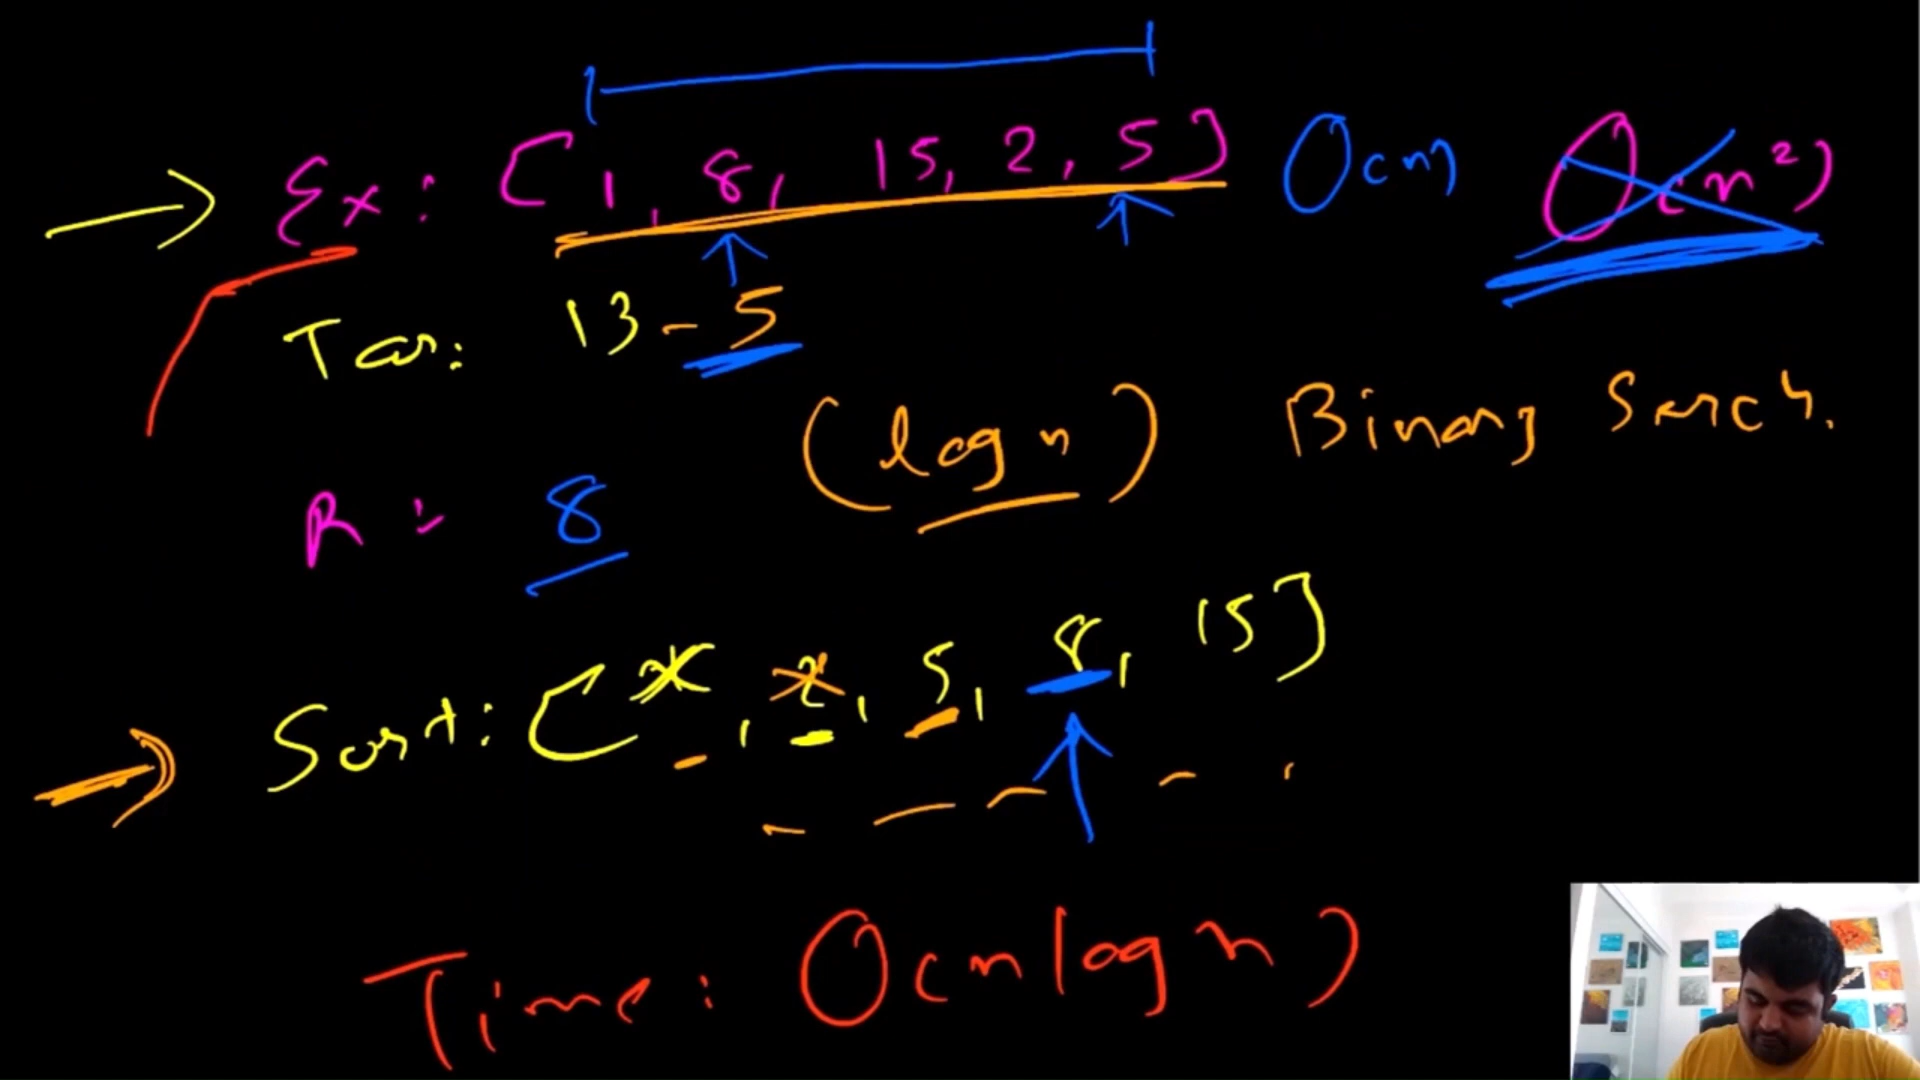 Ex: [1, 8, 15, 2, 5] O(n) O(n²)
Tar: 13 - 5
(log n) Binary Search.
R: 8
Sort: [1, 2, 5, 8, 15]
Time: O(n log n)